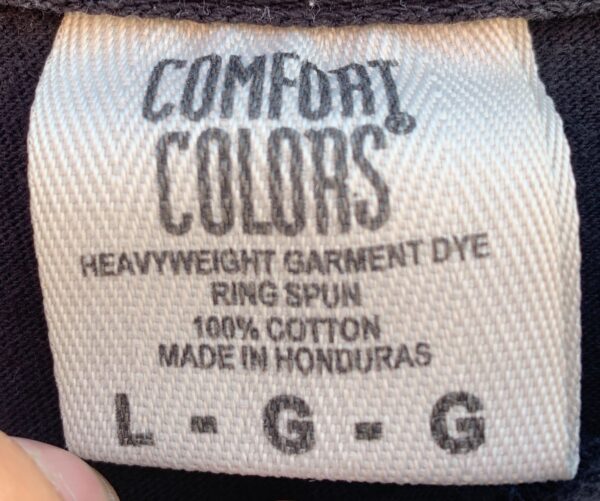 COMFORT
COLORS®
HEAVYWEIGHT GARMENT DYE
RING SPUN
100% COTTON
MADE IN HONDURAS
L - G - G